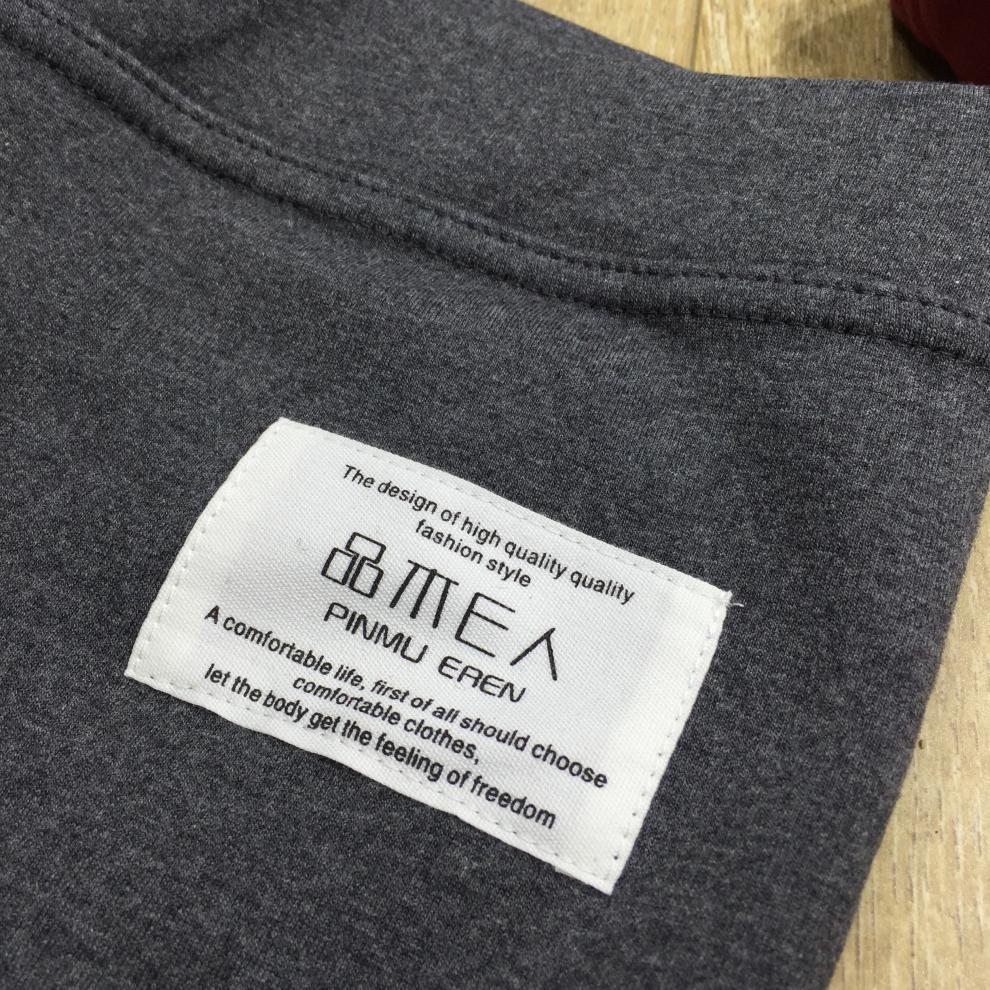 The design of high quality quality
fashion style
品木E人
PINMU EREN
A comfortable life, first of all should choose
comfortable clothes,
let the body get the feeling of freedom